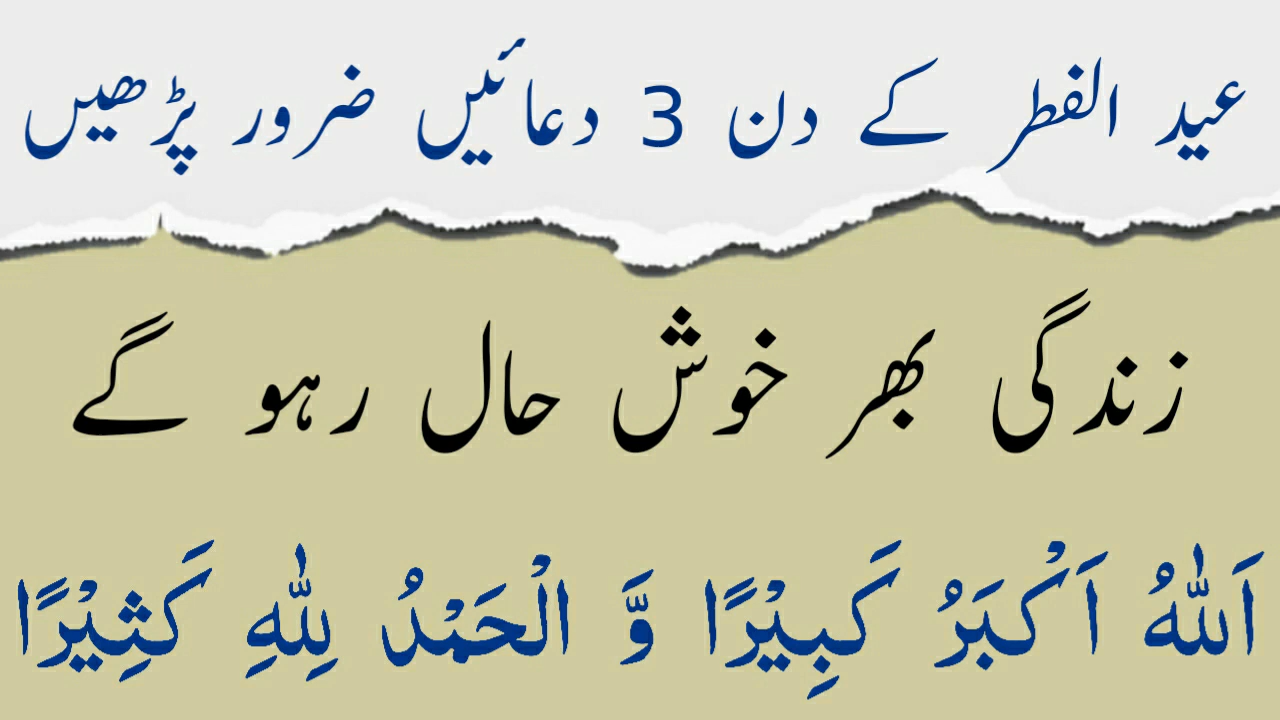 عید الفطر کے دن 3 دعائیں ضرور پڑھیں
زندگی بھر خوش حال رہو گے
اَللّٰهُ اَکْبَرُ کَبِیْرًا وَّ الْحَمْدُ لِلّٰهِ کَثِیْرًا